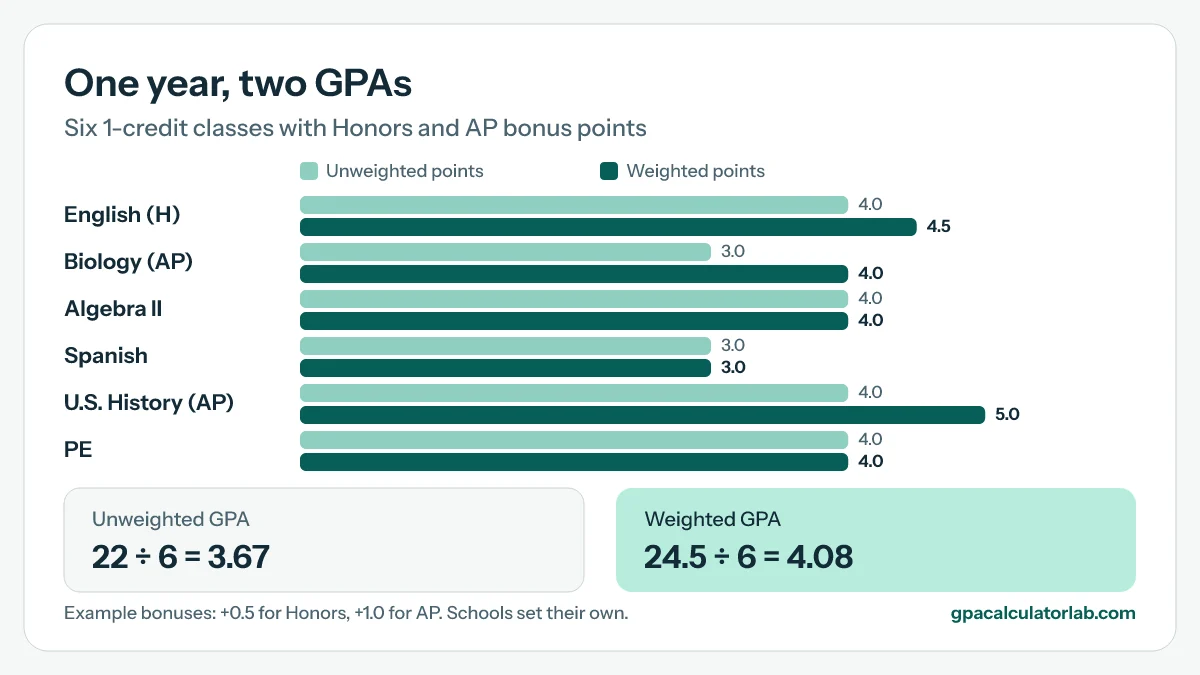 One year, two GPAs
Six 1-credit classes with Honors and AP bonus points
Unweighted points
Weighted points
English (H)
4.0
4.5
Biology (AP)
3.0
4.0
Algebra II
4.0
4.0
Spanish
3.0
3.0
U.S. History (AP)
4.0
5.0
PE
4.0
4.0
Unweighted GPA
22 ÷ 6 = 3.67
Weighted GPA
24.5 ÷ 6 = 4.08
Example bonuses: +0.5 for Honors, +1.0 for AP. Schools set their own.
gpacalculatorlab.com